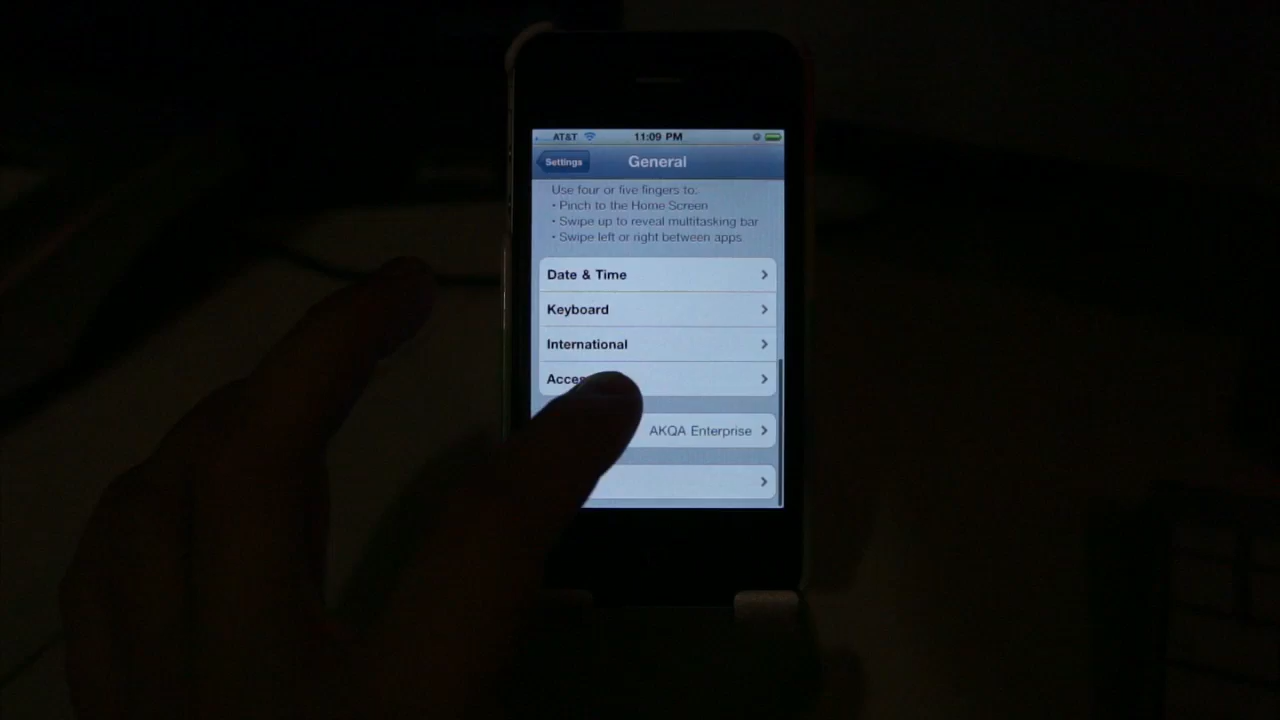 AT&T 11:09 PM
Settings General
Use four or five fingers to:
• Pinch to the Home Screen
• Swipe up to reveal multitasking bar
• Swipe left or right between apps
Date & Time
Keyboard
International
AKQA Enterprise